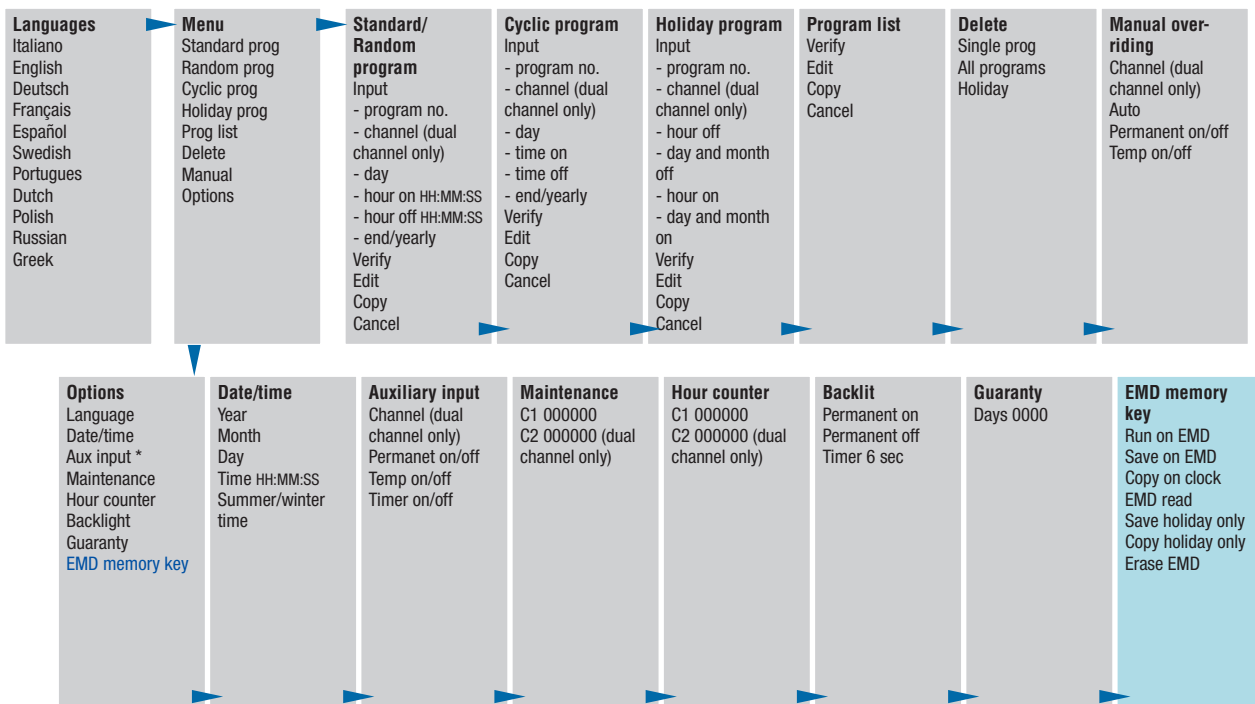 Languages
Italiano
English
Deutsch
Français
Español
Swedish
Portugues
Dutch
Polish
Russian
Greek
Menu
Standard prog
Random prog
Cyclic prog
Holiday prog
Prog list
Delete
Manual
Options
Standard/
Random
program
Input
- program no.
- channel (dual
channel only)
- day
- hour on HH:MM:SS
- hour off HH:MM:SS
- end/yearly
Verify
Edit
Copy
Cancel
Cyclic program
Input
- program no.
- channel (dual
channel only)
- day
- time on
- time off
- end/yearly
Verify
Edit
Copy
Cancel
Holiday program
Input
- program no.
- channel (dual
channel only)
- hour off
- day and month
off
- hour on
- day and month
on
Verify
Edit
Copy
Cancel
Program list
Verify
Edit
Copy
Cancel
Delete
Single prog
All programs
Holiday
Manual over-
riding
Channel (dual
channel only)
Auto
Permanent on/off
Temp on/off
Options
Language
Date/time
Aux input *
Maintenance
Hour counter
Backlight
Guaranty
EMD memory key
Date/time
Year
Month
Day
Time HH:MM:SS
Summer/winter
time
Auxiliary input
Channel (dual
channel only)
Permanet on/off
Temp on/off
Timer on/off
Maintenance
C1 000000
C2 000000 (dual
channel only)
Hour counter
C1 000000
C2 000000 (dual
channel only)
Backlit
Permanent on
Permanent off
Timer 6 sec
Guaranty
Days 0000
EMD memory
key
Run on EMD
Save on EMD
Copy on clock
EMD read
Save holiday only
Copy holiday only
Erase EMD